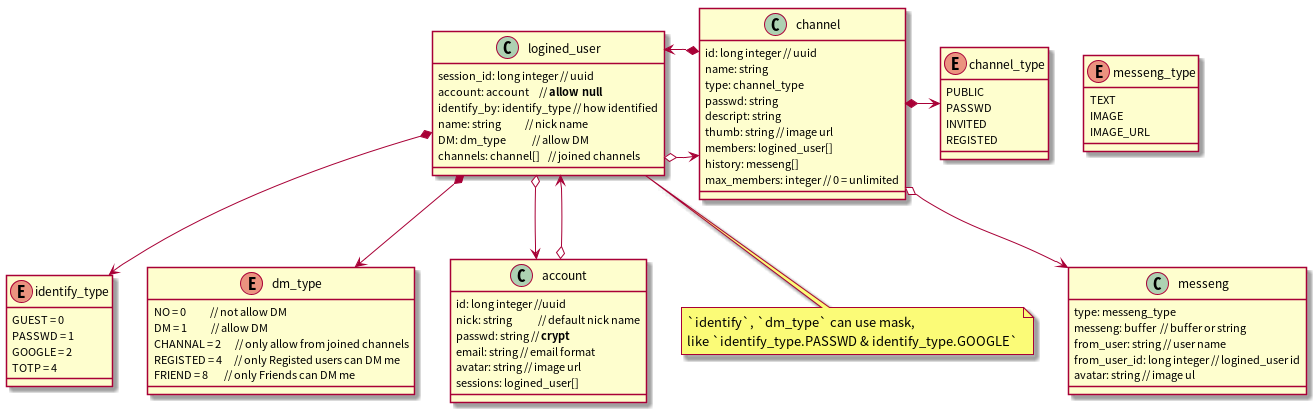 C logined_user
session_id: long integer // uuid
account: account // allow null
identify_by: identify_type // how identified
name: string // nick name
DM: dm_type // allow DM
channels: channel[] // joined channels
C channel
id: long integer // uuid
name: string
type: channel_type
passwd: string
descript: string
thumb: string // image url
members: logined_user[]
history: messeng[]
max_members: integer // 0 = unlimited
E channel_type
PUBLIC
PASSWD
INVITED
REGISTED
E messeng_type
TEXT
IMAGE
IMAGE_URL
E identify_type
GUEST = 0
PASSWD = 1
GOOGLE = 2
TOTP = 4
E dm_type
NO = 0 // not allow DM
DM = 1 // allow DM
CHANNAL = 2 // only allow from joined channels
REGISTED = 4 // only Registed users can DM me
FRIEND = 8 // only Friends can DM me
C account
id: long integer //uuid
nick: string // default nick name
passwd: string // crypt
email: string // email format
avatar: string // image url
sessions: logined_user[]
`identify`, `dm_type` can use mask,
like `identify_type.PASSWD & identify_type.GOOGLE`
C messeng
type: messeng_type
messeng: buffer // buffer or string
from_user: string // user name
from_user_id: long integer // logined_user id
avatar: string // image ul